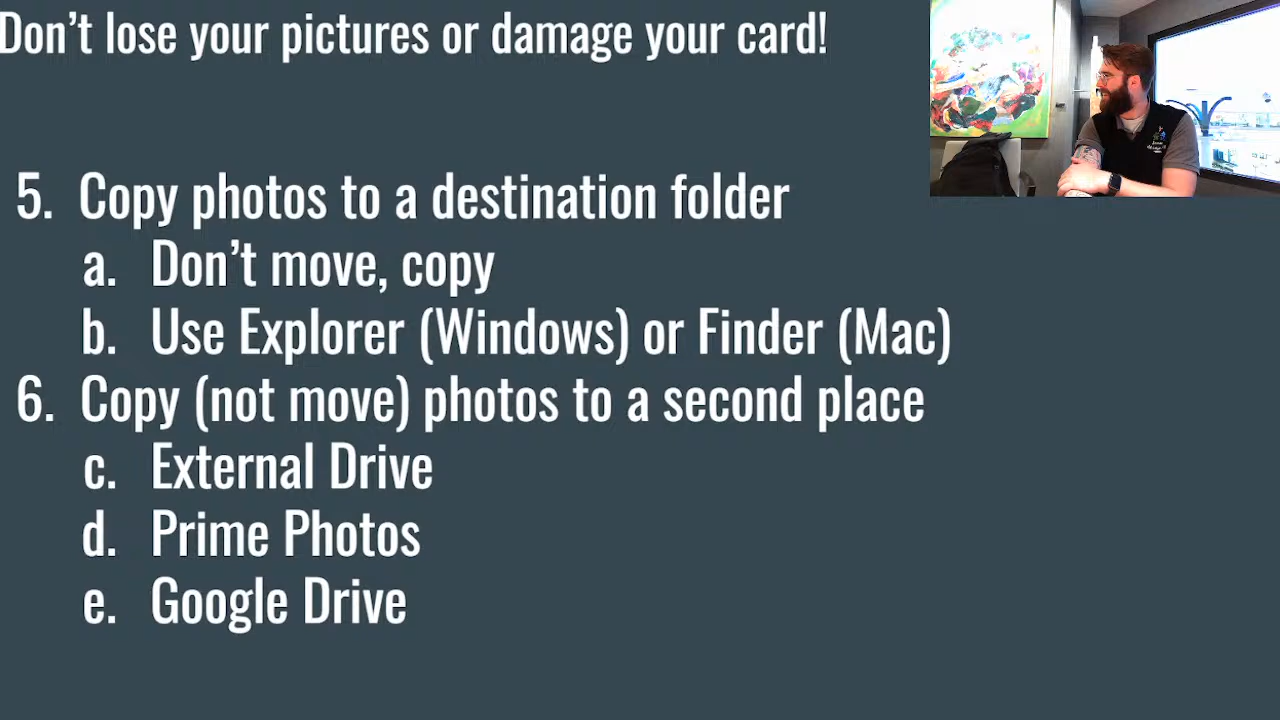 Don't lose your pictures or damage your card!
5. Copy photos to a destination folder
a. Don't move, copy
b. Use Explorer (Windows) or Finder (Mac)
6. Copy (not move) photos to a second place
c. External Drive
d. Prime Photos
e. Google Drive